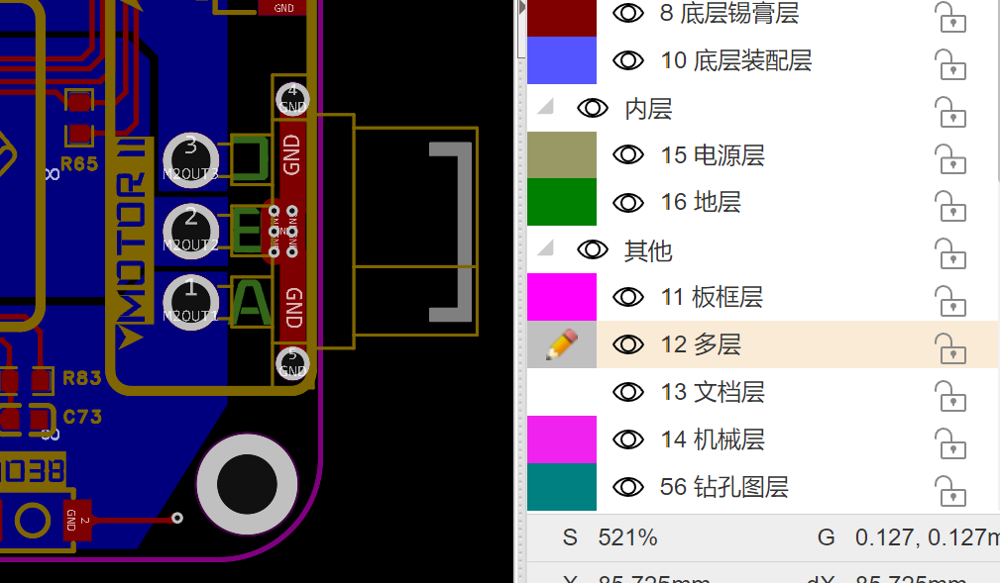 GND
8 底层锡膏层
10 底层装配层
内层
15 电源层
16 地层
其他
11 板框层
12 多层
13 文档层
14 机械层
56 钻孔图层
S 521% G 0.127, 0.127m
X 85.725mm dX 85.725mm
4
GND
GND
3
M2OUT3
D
R65
8
MOTOR II
2
M2OUT2
E
1
M2OUT1
A
GND
5
GND
R83
C73
8
GND
2